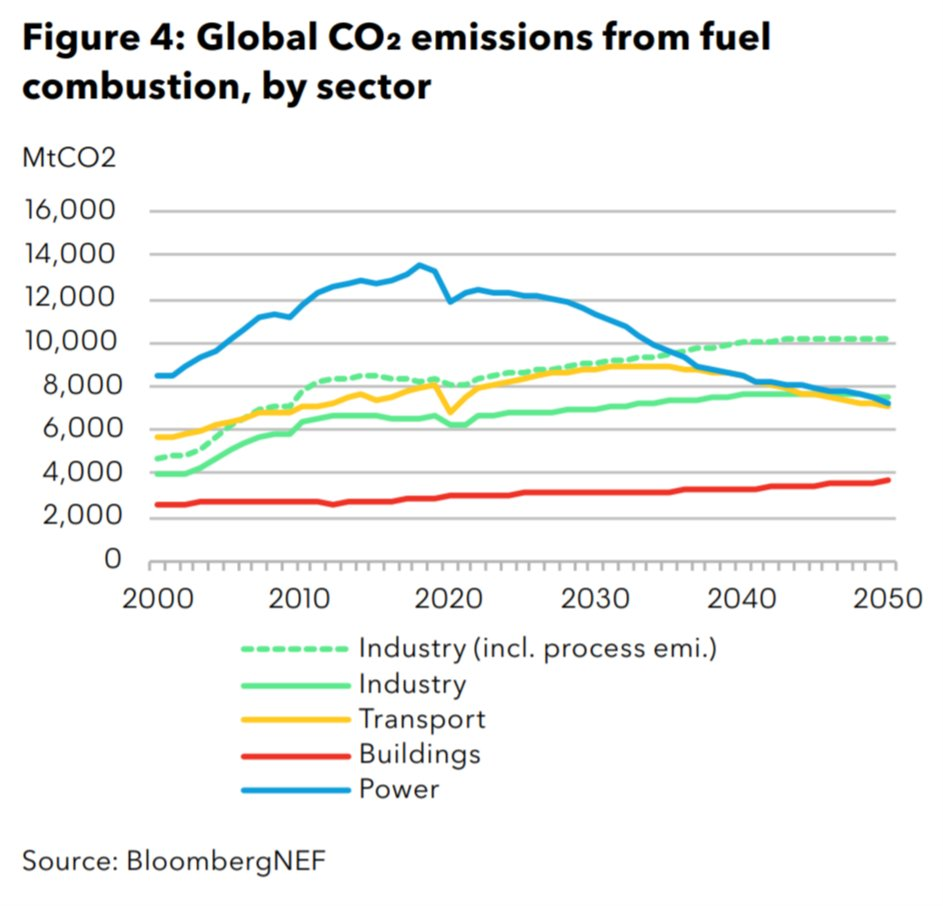 Figure 4: Global CO₂ emissions from fuel
combustion, by sector
MtCO2
16,000
14,000
12,000
10,000
8,000
6,000
4,000
2,000
0
2000 2010 2020 2030 2040 2050
Industry (incl. process emi.)
Industry
Transport
Buildings
Power
Source: BloombergNEF